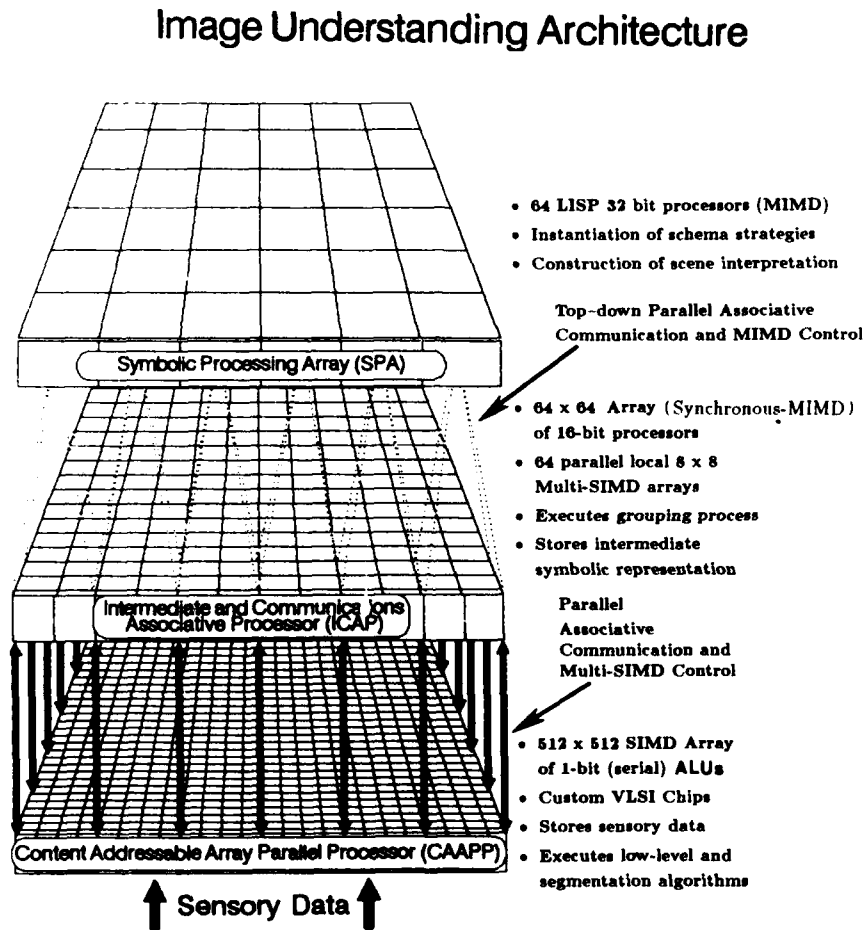 Image Understanding Architecture
• 64 LISP 32 bit processors (MIMD)
• Instantiation of schema strategies
• Construction of scene interpretation
Top-down Parallel Associative
Communication and MIMD Control
Symbolic Processing Array (SPA)
• 64 x 64 Array (Synchronous-MIMD)
of 16-bit processors
• 64 parallel local 8 x 8
Multi-SIMD arrays
• Executes grouping process
• Stores intermediate
symbolic representation
Intermediate and Communications
Associative Processor (ICAP)
Parallel
Associative
Communication and
Multi-SIMD Control
• 512 x 512 SIMD Array
of 1-bit (serial) ALUs
• Custom VLSI Chips
• Stores sensory data
• Executes low-level and
segmentation algorithms
Content Addressable Array Parallel Processor (CAAPP)
Sensory Data